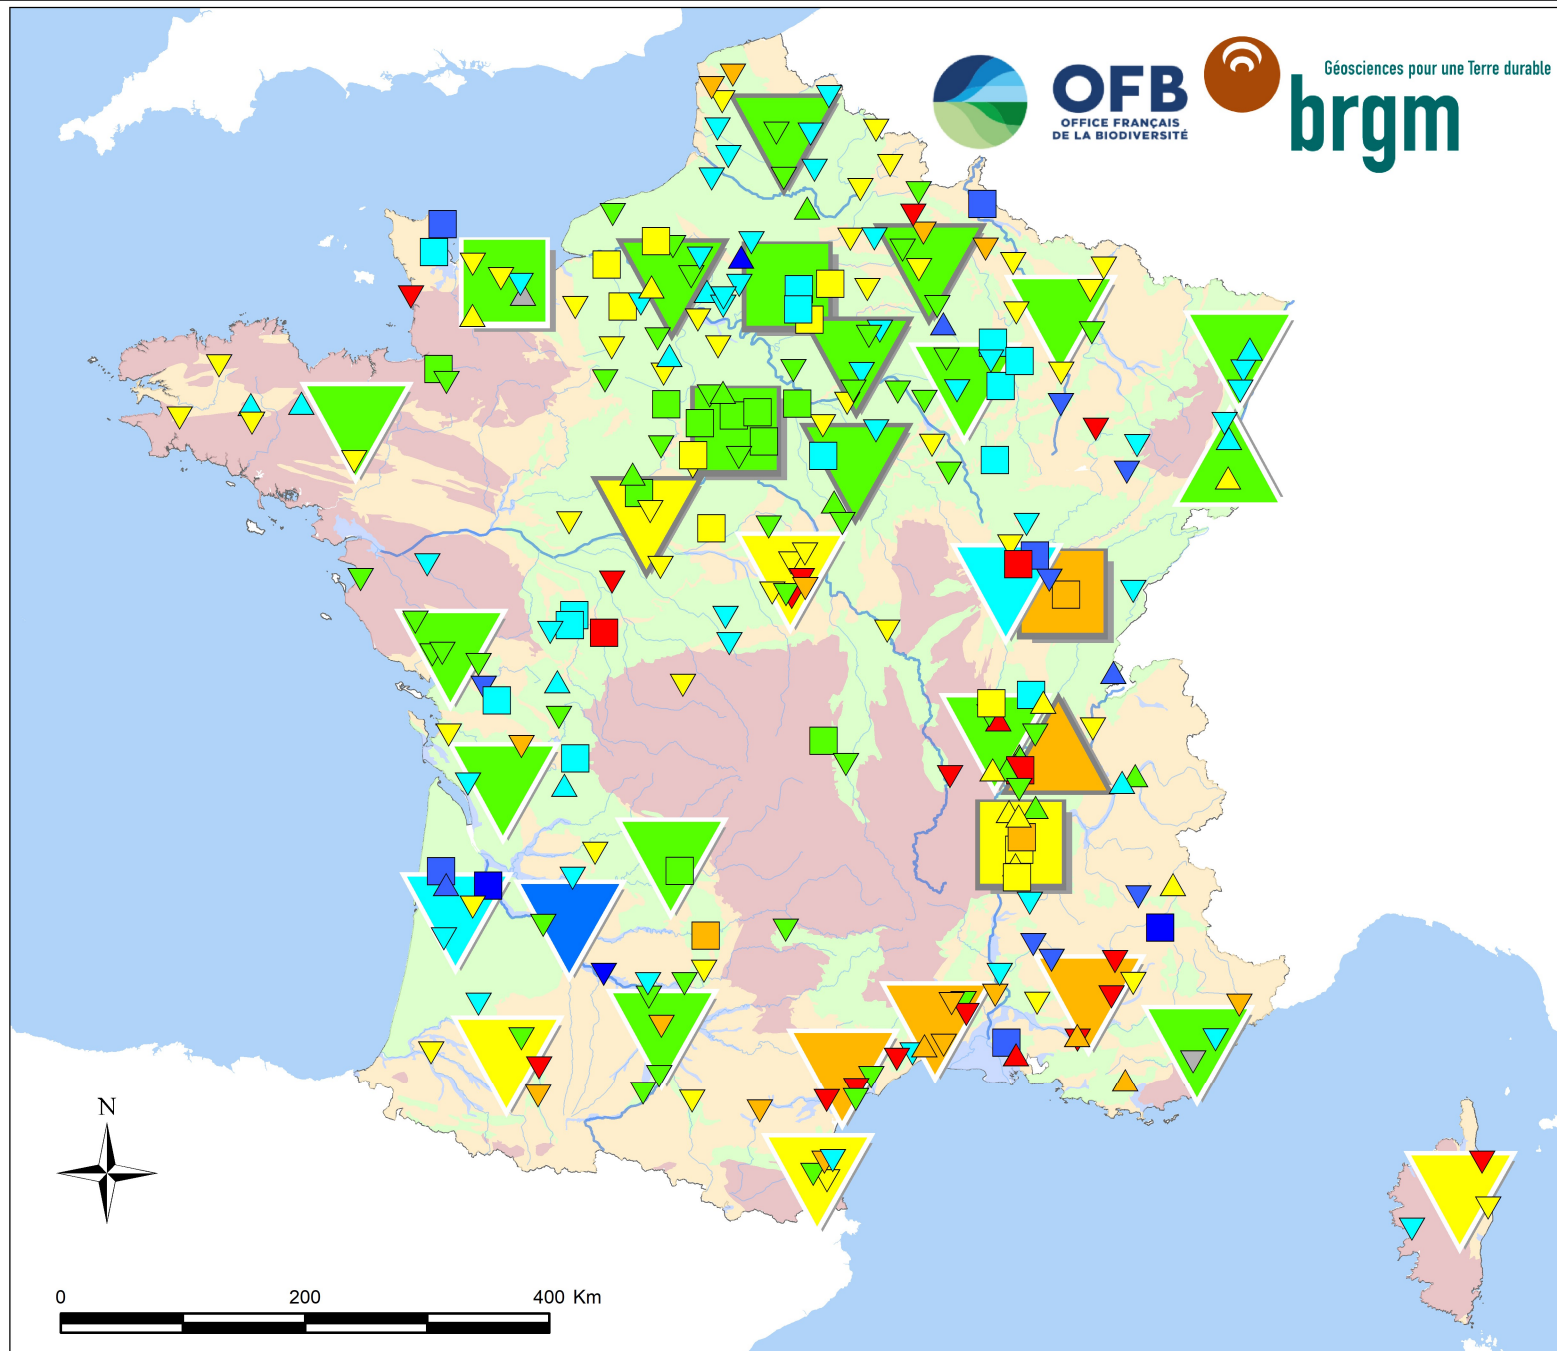 OFB
OFFICE FRANÇAIS
DE LA BIODIVERSITÉ
Géosciences pour une Terre durable
brgm
N
0 200 400 Km